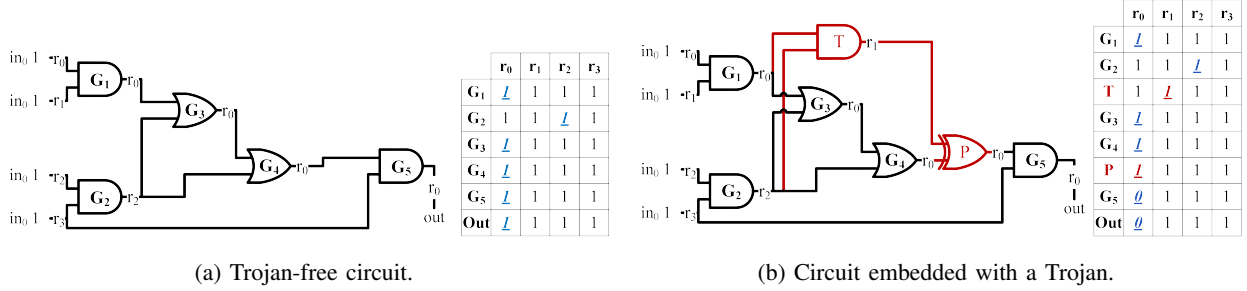 in₀ 1 r₀
in₀ 1 r₁
G₁ r₀
G₃ r₀
G₄ r₀
in₀ 1 r₂
in₀ 1 r₃
G₂ r₂
G₅
r₀
out
r₀ r₁ r₂ r₃
G₁ 1 1 1 1
G₂ 1 1 1 1
G₃ 1 1 1 1
G₄ 1 1 1 1
G₅ 1 1 1 1
Out 1 1 1 1
(a) Trojan-free circuit.
T r₁
in₀ 1 r₀
in₀ 1 r₁
G₁ r₀
G₃ r₀
G₄ r₀
P r₀
in₀ 1 r₂
in₀ 1 r₃
G₂ r₂
G₅
r₀
out
r₀ r₁ r₂ r₃
G₁ 1 1 1 1
G₂ 1 1 1 1
T 1 1 1 1
G₃ 1 1 1 1
G₄ 1 1 1 1
P 1 1 1 1
G₅ 0 1 1 1
Out 0 1 1 1
(b) Circuit embedded with a Trojan.